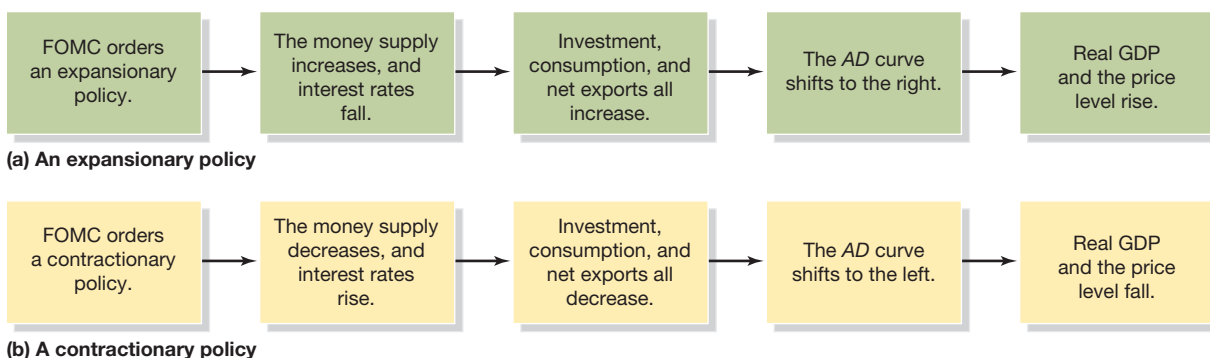 FOMC orders
an expansionary
policy.
The money supply
increases, and
interest rates
fall.
Investment,
consumption, and
net exports all
increase.
The AD curve
shifts to the right.
Real GDP
and the price
level rise.
(a) An expansionary policy
FOMC orders
a contractionary
policy.
The money supply
decreases, and
interest rates
rise.
Investment,
consumption, and
net exports all
decrease.
The AD curve
shifts to the left.
Real GDP
and the price
level fall.
(b) A contractionary policy